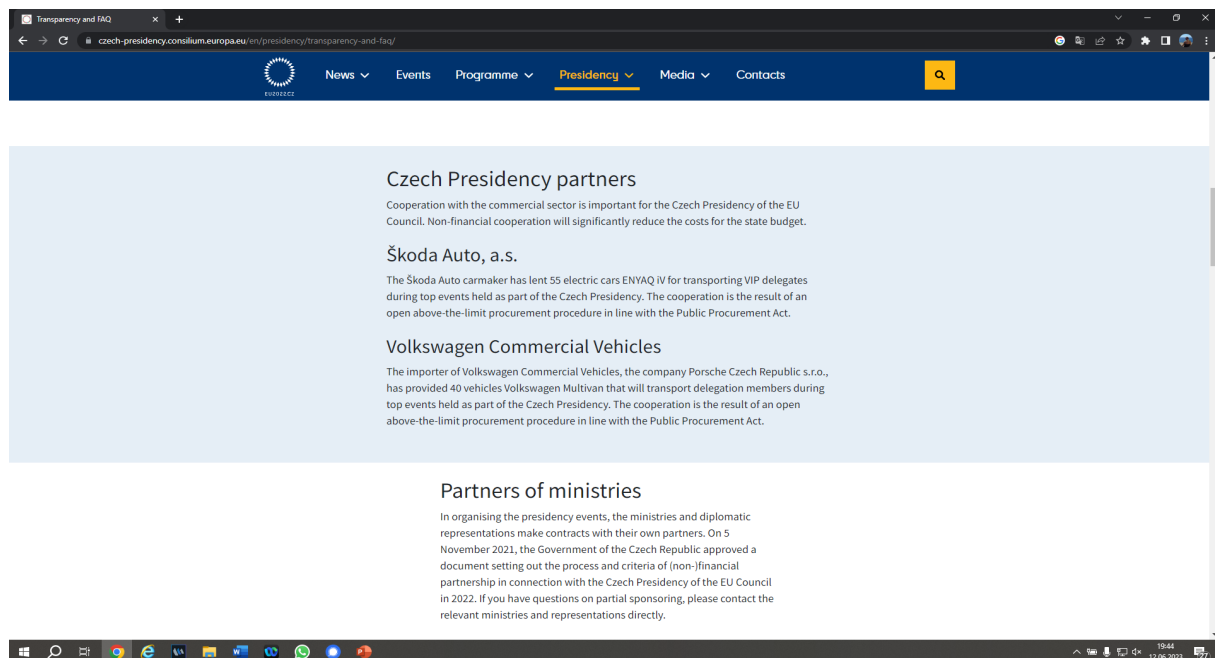 Transparency and FAQ
czech-presidency.consilium.europa.eu/en/presidency/transparency-and-faq/
EU2022.CZ
News Events Programme Presidency Media Contacts
Czech Presidency partners
Cooperation with the commercial sector is important for the Czech Presidency of the EU
Council. Non-financial cooperation will significantly reduce the costs for the state budget.
Škoda Auto, a.s.
The Škoda Auto carmaker has lent 55 electric cars ENYAQ iV for transporting VIP delegates
during top events held as part of the Czech Presidency. The cooperation is the result of an
open above-the-limit procurement procedure in line with the Public Procurement Act.
Volkswagen Commercial Vehicles
The importer of Volkswagen Commercial Vehicles, the company Porsche Czech Republic s.r.o.,
has provided 40 vehicles Volkswagen Multivan that will transport delegation members during
top events held as part of the Czech Presidency. The cooperation is the result of an open
above-the-limit procurement procedure in line with the Public Procurement Act.
Partners of ministries
In organising the presidency events, the ministries and diplomatic
representations make contracts with their own partners. On 5
November 2021, the Government of the Czech Republic approved a
document setting out the process and criteria of (non-)financial
partnership in connection with the Czech Presidency of the EU Council
in 2022. If you have questions on partial sponsoring, please contact the
relevant ministries and representations directly.
19:44
12.06.2023
27